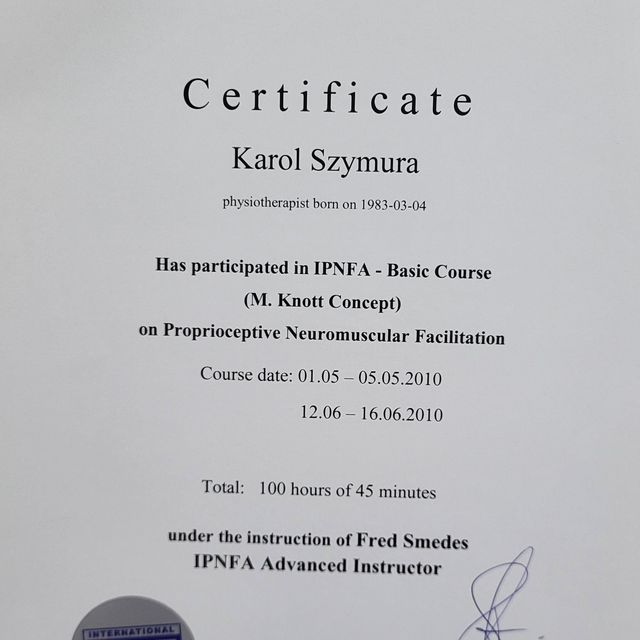 Certificate
Karol Szymura
physiotherapist born on 1983-03-04
Has participated in IPNFA - Basic Course
(M. Knott Concept)
on Proprioceptive Neuromuscular Facilitation
Course date: 01.05 – 05.05.2010
12.06 – 16.06.2010
Total: 100 hours of 45 minutes
under the instruction of Fred Smedes
IPNFA Advanced Instructor
INTERNATIONAL